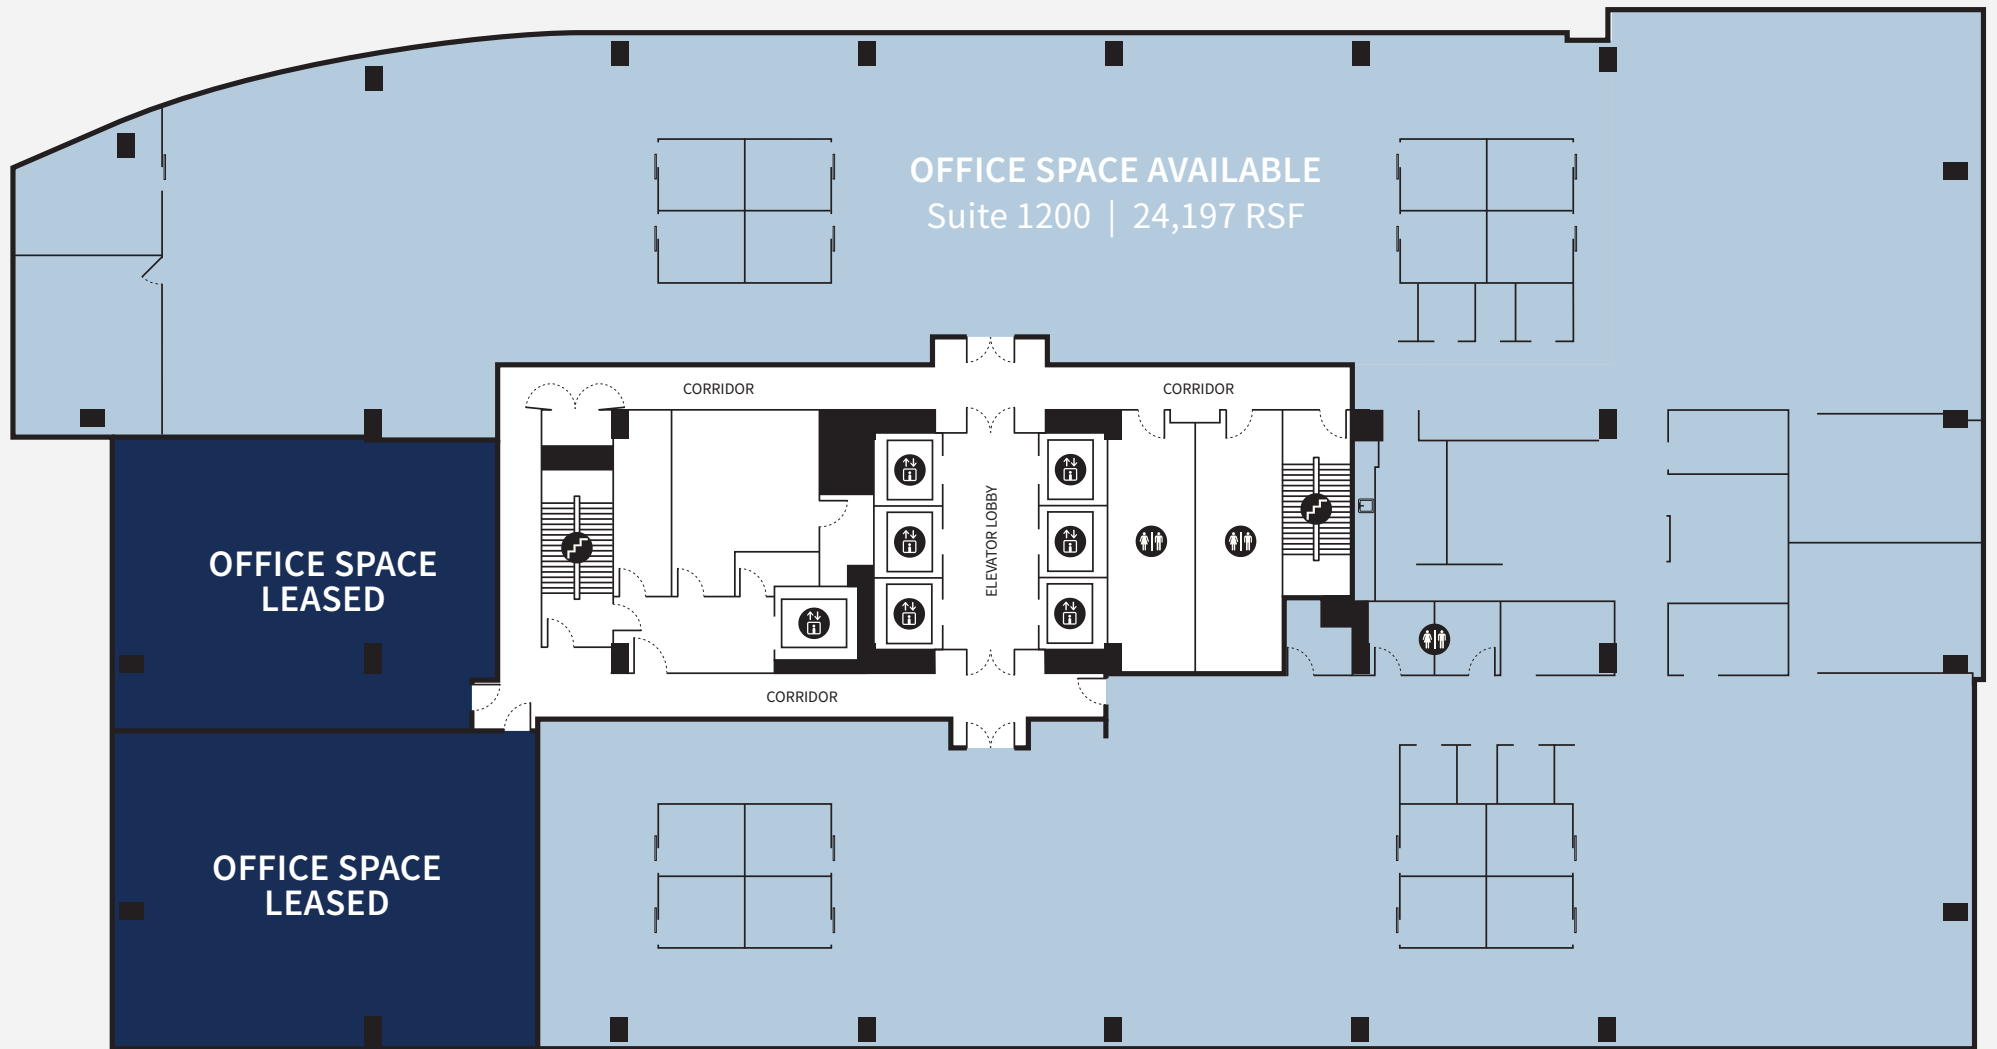 OFFICE SPACE AVAILABLE
Suite 1200 | 24,197 RSF
CORRIDOR
CORRIDOR
ELEVATOR LOBBY
OFFICE SPACE
LEASED
CORRIDOR
OFFICE SPACE
LEASED